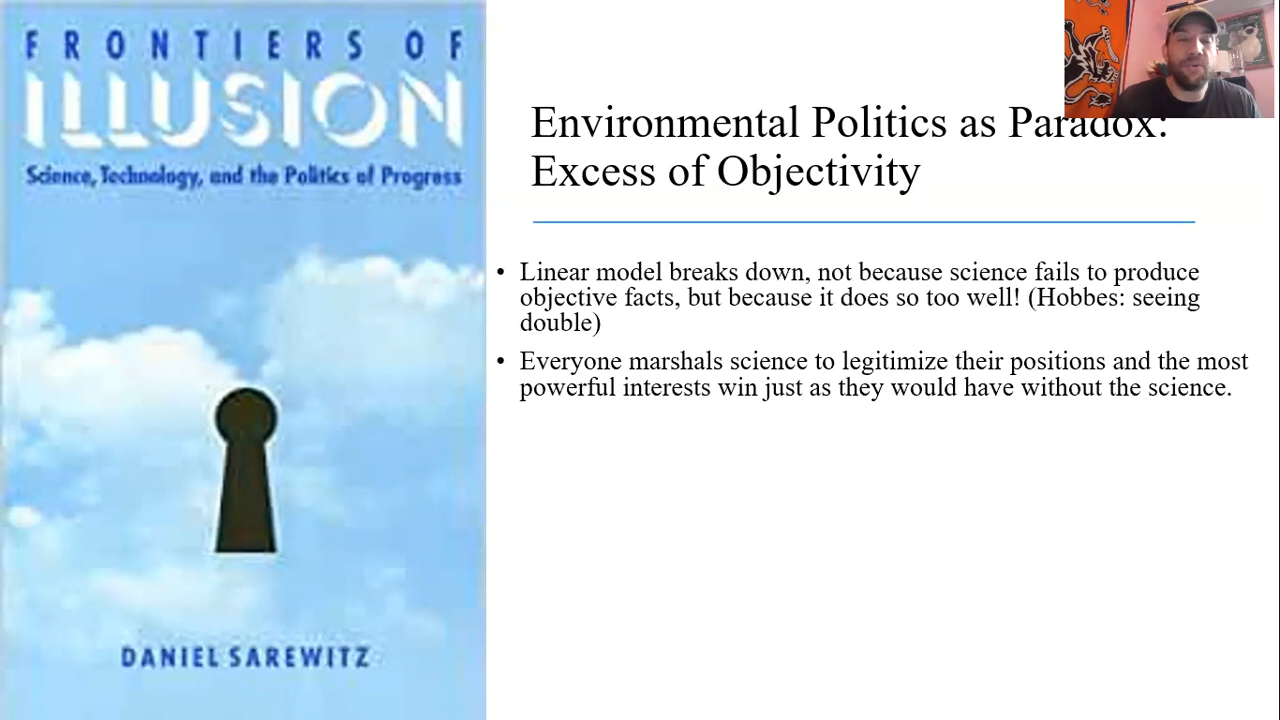 FRONTIERS OF
ILLUSION
Science, Technology, and the Politics of Progress
DANIEL SAREWITZ
Environmental Politics as Paradox:
Excess of Objectivity
• Linear model breaks down, not because science fails to produce
objective facts, but because it does so too well! (Hobbes: seeing
double)
• Everyone marshals science to legitimize their positions and the most
powerful interests win just as they would have without the science.